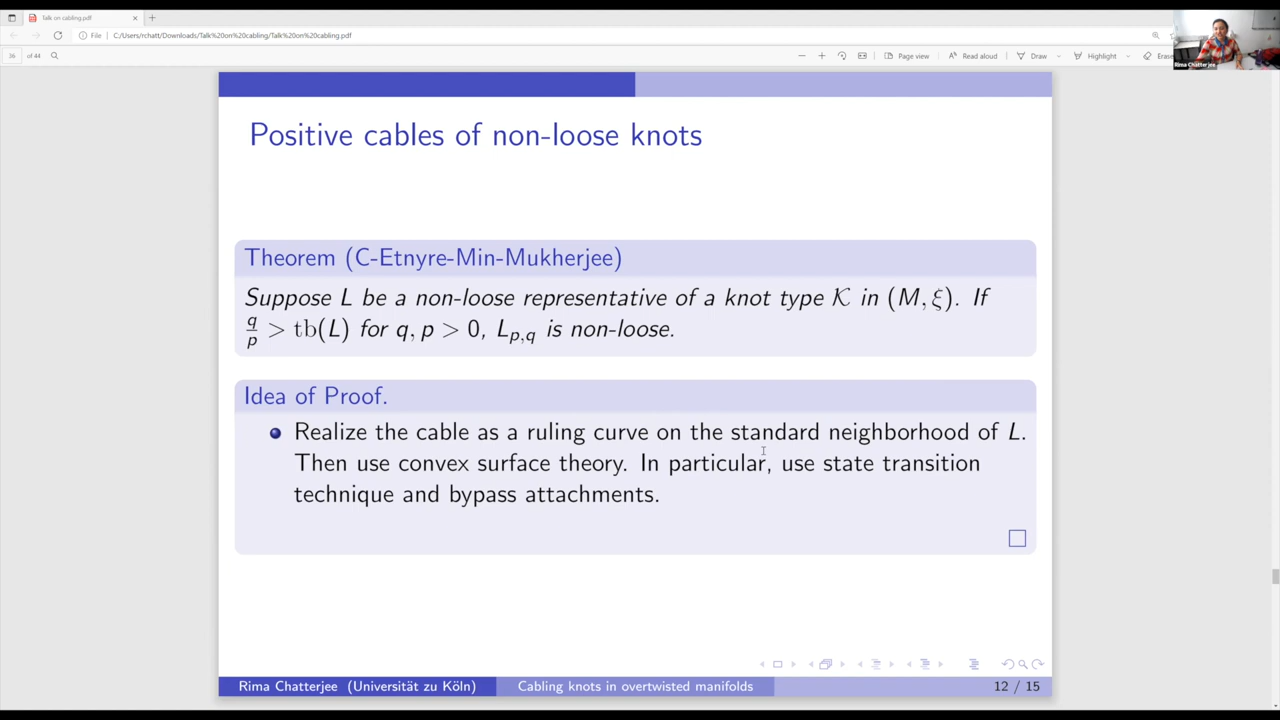 Talk on cabling.pdf
File
C:/Users/rchatt/Downloads/Talk%20on%20cabling/Talk%20on%20cabling.pdf
36 of 44
Page view
Read aloud
Draw
Highlight
Erase
Rima Chatterjee
Positive cables of non-loose knots
Theorem (C-Etnyre-Min-Mukherjee)
Suppose L be a non-loose representative of a knot type 𝒦 in (M, ξ). If
q/p > tb(L) for q, p > 0, L_{p,q} is non-loose.
Idea of Proof.
Realize the cable as a ruling curve on the standard neighborhood of L.
Then use convex surface theory. In particular, use state transition
technique and bypass attachments.
Rima Chatterjee (Universität zu Köln)
Cabling knots in overtwisted manifolds
12 / 15